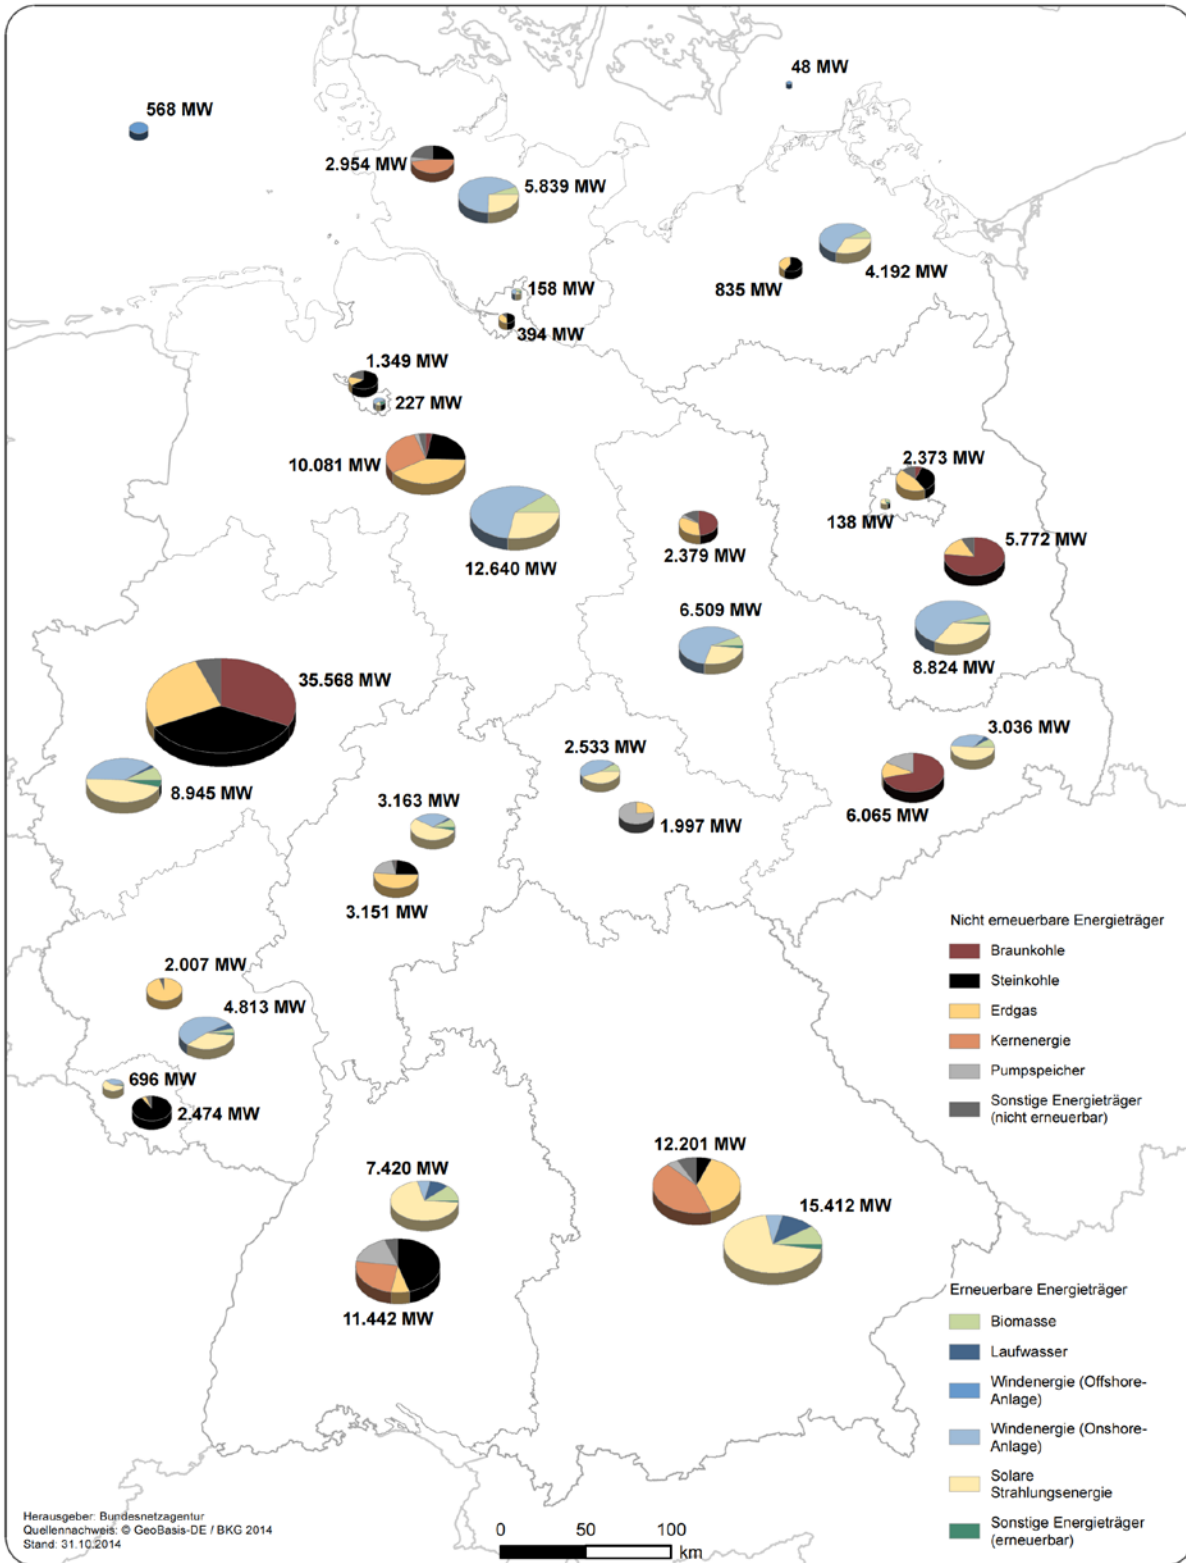 48 MW
568 MW
2.954 MW
5.839 MW
4.192 MW
835 MW
158 MW
394 MW
1.349 MW
227 MW
10.081 MW
2.373 MW
138 MW
2.379 MW
5.772 MW
12.640 MW
6.509 MW
8.824 MW
35.568 MW
3.036 MW
2.533 MW
8.945 MW
3.163 MW
6.065 MW
1.997 MW
3.151 MW
Nicht erneuerbare Energieträger
Braunkohle
Steinkohle
Erdgas
Kernenergie
Pumpspeicher
Sonstige Energieträger
(nicht erneuerbar)
2.007 MW
4.813 MW
696 MW
2.474 MW
12.201 MW
7.420 MW
15.412 MW
11.442 MW
Erneuerbare Energieträger
Biomasse
Laufwasser
Windenergie (Offshore-
Anlage)
Windenergie (Onshore-
Anlage)
Solare
Strahlungsenergie
Sonstige Energieträger
(erneuerbar)
Herausgeber: Bundesnetzagentur
Quellennachweis: © GeoBasis-DE / BKG 2014
Stand: 31.10.2014
0 50 100
km